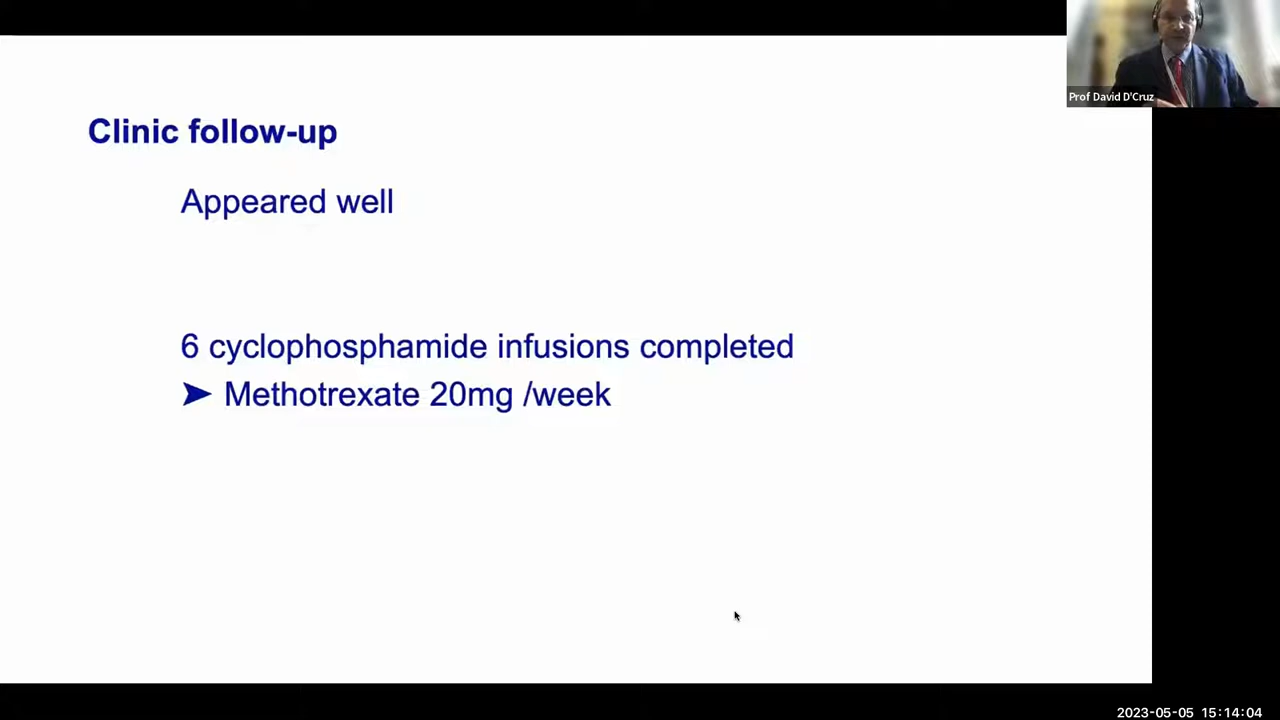 Prof David D'Cruz
Clinic follow-up
Appeared well
6 cyclophosphamide infusions completed
➤ Methotrexate 20mg /week
2023-05-05 15:14:04